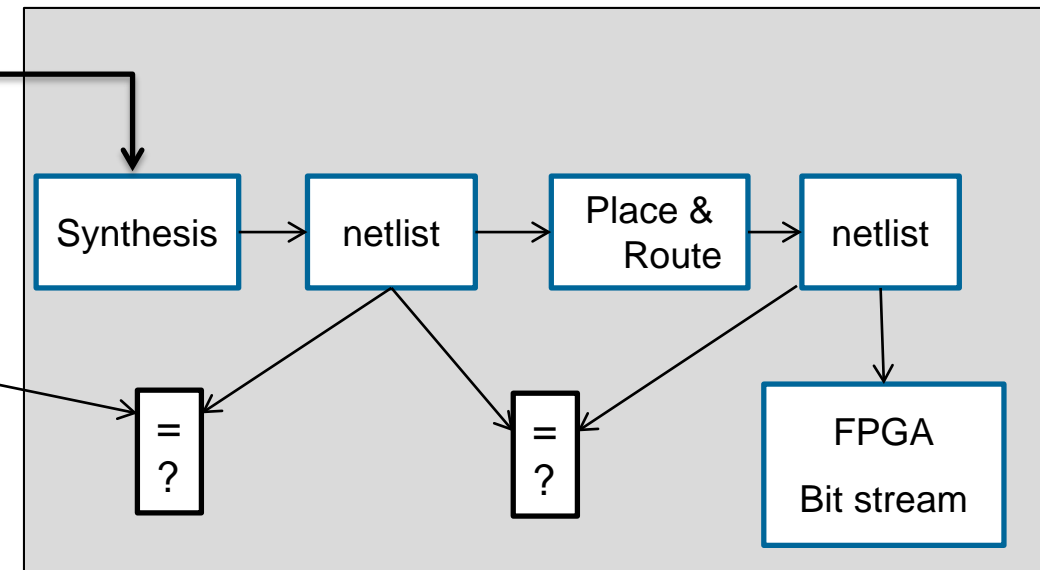 Synthesis
netlist
Place &
Route
netlist
=
?
=
?
FPGA
Bit stream